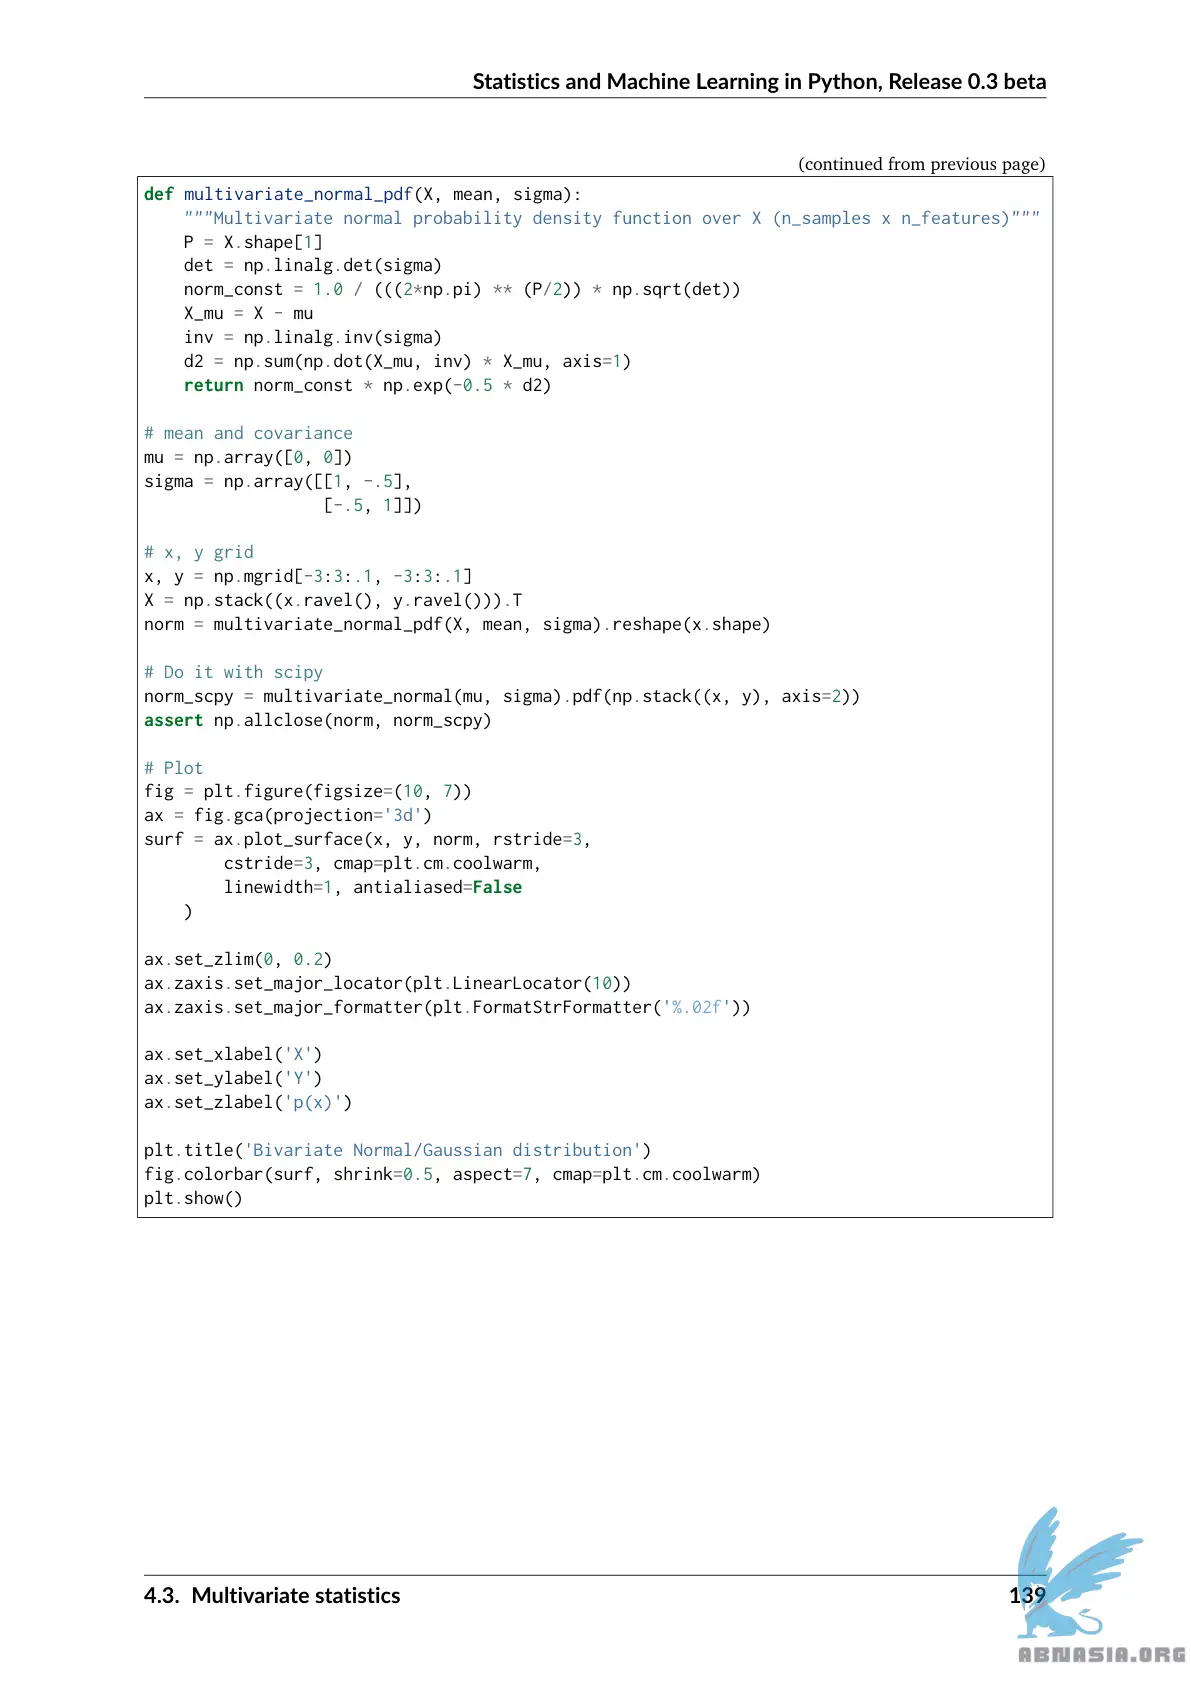 Statistics and Machine Learning in Python, Release 0.3 beta
(continued from previous page)
def multivariate_normal_pdf(X, mean, sigma):
    """Multivariate normal probability density function over X (n_samples x n_features)"""
    P = X.shape[1]
    det = np.linalg.det(sigma)
    norm_const = 1.0 / (((2*np.pi) ** (P/2)) * np.sqrt(det))
    X_mu = X - mu
    inv = np.linalg.inv(sigma)
    d2 = np.sum(np.dot(X_mu, inv) * X_mu, axis=1)
    return norm_const * np.exp(-0.5 * d2)
# mean and covariance
mu = np.array([0, 0])
sigma = np.array([[1, -.5],
                  [-.5, 1]])
# x, y grid
x, y = np.mgrid[-3:3:.1, -3:3:.1]
X = np.stack((x.ravel(), y.ravel())).T
norm = multivariate_normal_pdf(X, mean, sigma).reshape(x.shape)
# Do it with scipy
norm_scpy = multivariate_normal(mu, sigma).pdf(np.stack((x, y), axis=2))
assert np.allclose(norm, norm_scpy)
# Plot
fig = plt.figure(figsize=(10, 7))
ax = fig.gca(projection='3d')
surf = ax.plot_surface(x, y, norm, rstride=3,
        cstride=3, cmap=plt.cm.coolwarm,
        linewidth=1, antialiased=False
    )
ax.set_zlim(0, 0.2)
ax.zaxis.set_major_locator(plt.LinearLocator(10))
ax.zaxis.set_major_formatter(plt.FormatStrFormatter('%.02f'))
ax.set_xlabel('X')
ax.set_ylabel('Y')
ax.set_zlabel('p(x)')
plt.title('Bivariate Normal/Gaussian distribution')
fig.colorbar(surf, shrink=0.5, aspect=7, cmap=plt.cm.coolwarm)
plt.show()
4.3. Multivariate statistics 139
ABNASIA.ORG